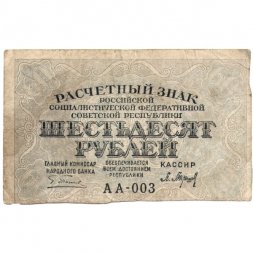 РАСЧЕТНЫЙ ЗНАК
РОССИЙСКОЙ
СОЦИАЛИСТИЧЕСКОЙ ФЕДЕРАТИВНОЙ
СОВЕТСКОЙ РЕСПУБЛИКИ
ШЕСТЬДЕСЯТ
РУБЛЕЙ
ГЛАВНЫЙ КОМИССАР
НАРОДНОГО БАНКА
ОБЕСПЕЧИВАЕТСЯ
ВСЕМ ДОСТОЯНИЕМ
РЕСПУБЛИКИ
КАССИР
АА-003